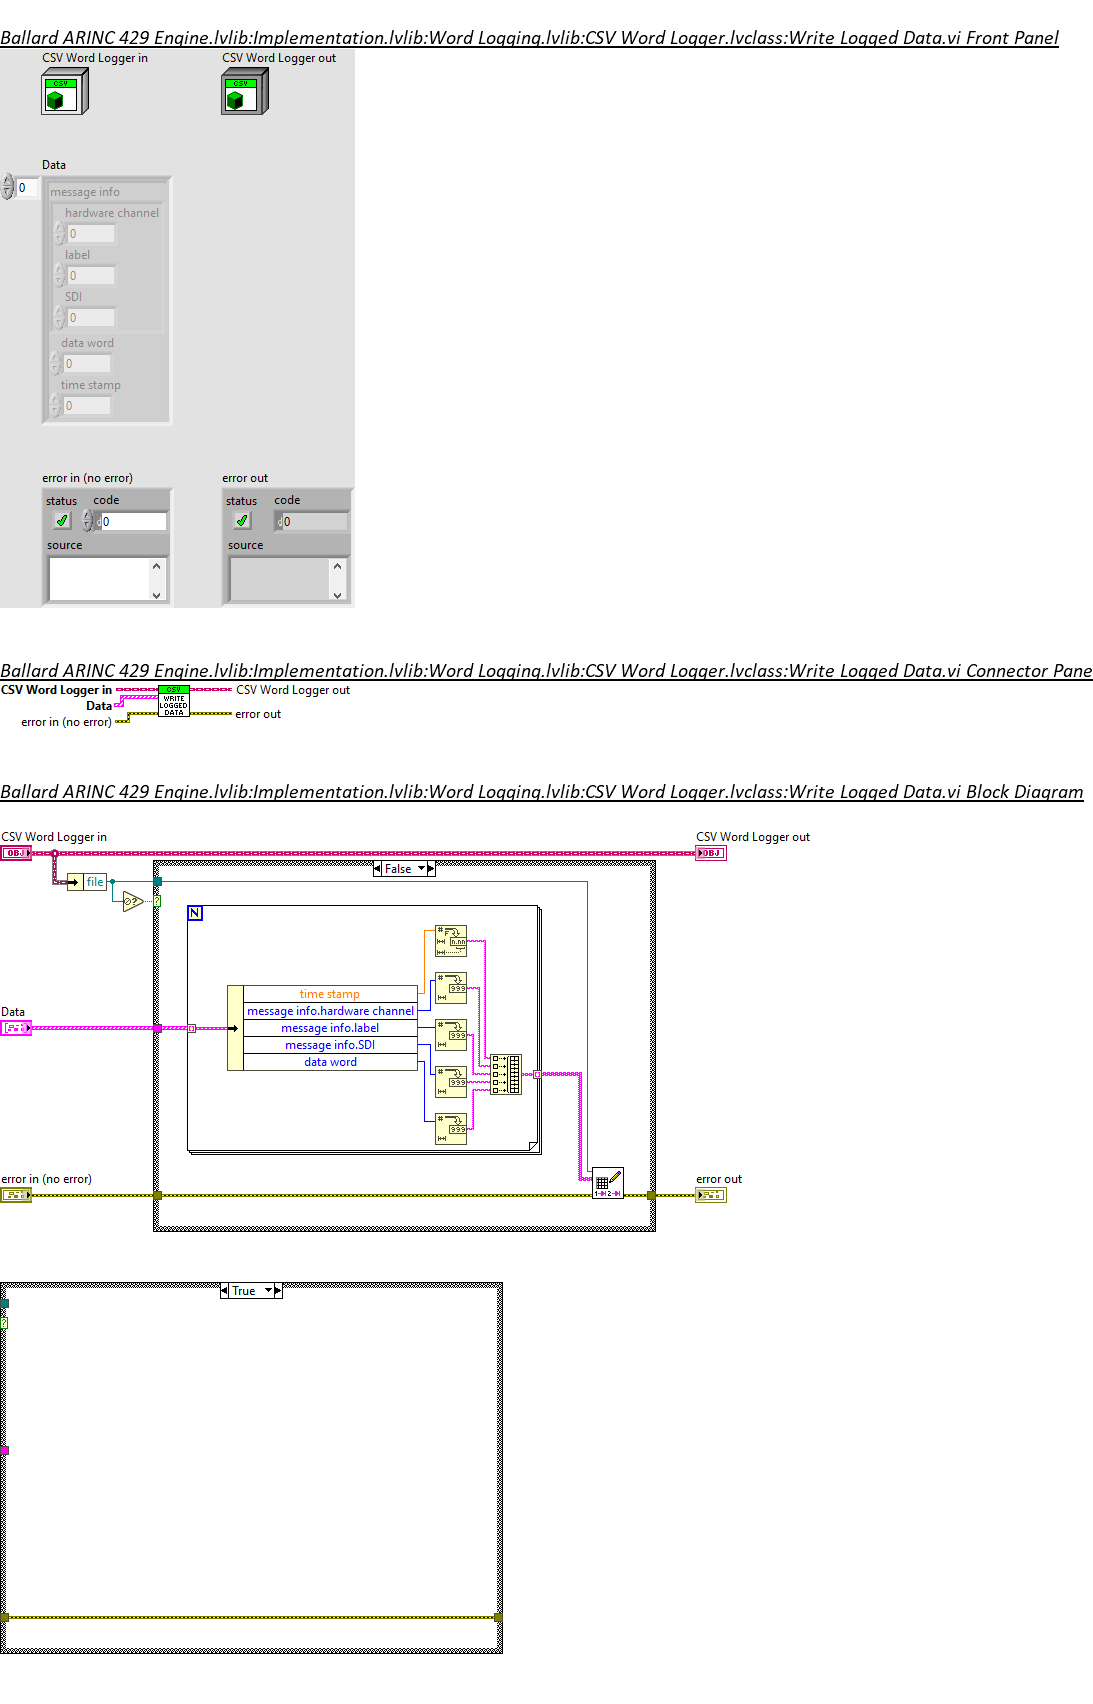 Ballard ARINC 429 Engine.lvlib:Implementation.lvlib:Word Logging.lvlib:CSV Word Logger.lvclass:Write Logged Data.vi Front Panel
CSV Word Logger in
CSV Word Logger out
CSV
CSV
Data
0
message info
hardware channel
0
label
0
SDI
0
data word
0
time stamp
0
error in (no error)
error out
status
code
status
code
d
0
d
0
source
source
Ballard ARINC 429 Engine.lvlib:Implementation.lvlib:Word Logging.lvlib:CSV Word Logger.lvclass:Write Logged Data.vi Connector Pane
CSV Word Logger in
CSV
CSV Word Logger out
Data
WRITE
LOGGED
DATA
error in (no error)
error out
Ballard ARINC 429 Engine.lvlib:Implementation.lvlib:Word Logging.lvlib:CSV Word Logger.lvclass:Write Logged Data.vi Block Diagram
CSV Word Logger in
CSV Word Logger out
OBJ
OBJ
False
file
?
?
N
# F
n.nn
time stamp
#
999
message info.hardware channel
Data
message info.label
#
999
message info.SDI
data word
#
999
#
999
error in (no error)
error out
1 2
True
?